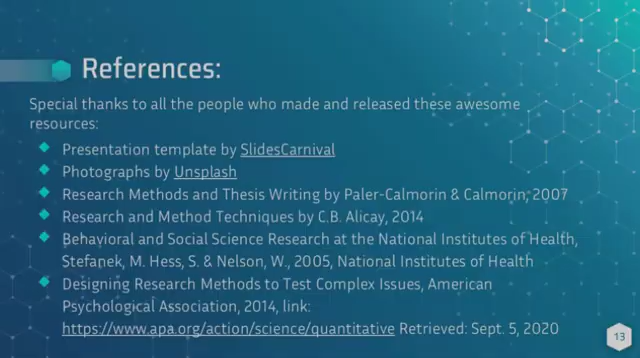 References:
Special thanks to all the people who made and released these awesome
resources:
Presentation template by SlidesCarnival
Photographs by Unsplash
Research Methods and Thesis Writing by Paler-Calmorin & Calmorin, 2007
Research and Method Techniques by C.B. Alicay, 2014
Behavioral and Social Science Research at the National Institutes of Health,
Stefanek, M. Hess, S. & Nelson, W., 2005, National Institutes of Health
Designing Research Methods to Test Complex Issues, American
Psychological Association, 2014, link:
https://www.apa.org/action/science/quantitative Retrieved: Sept. 5, 2020
13